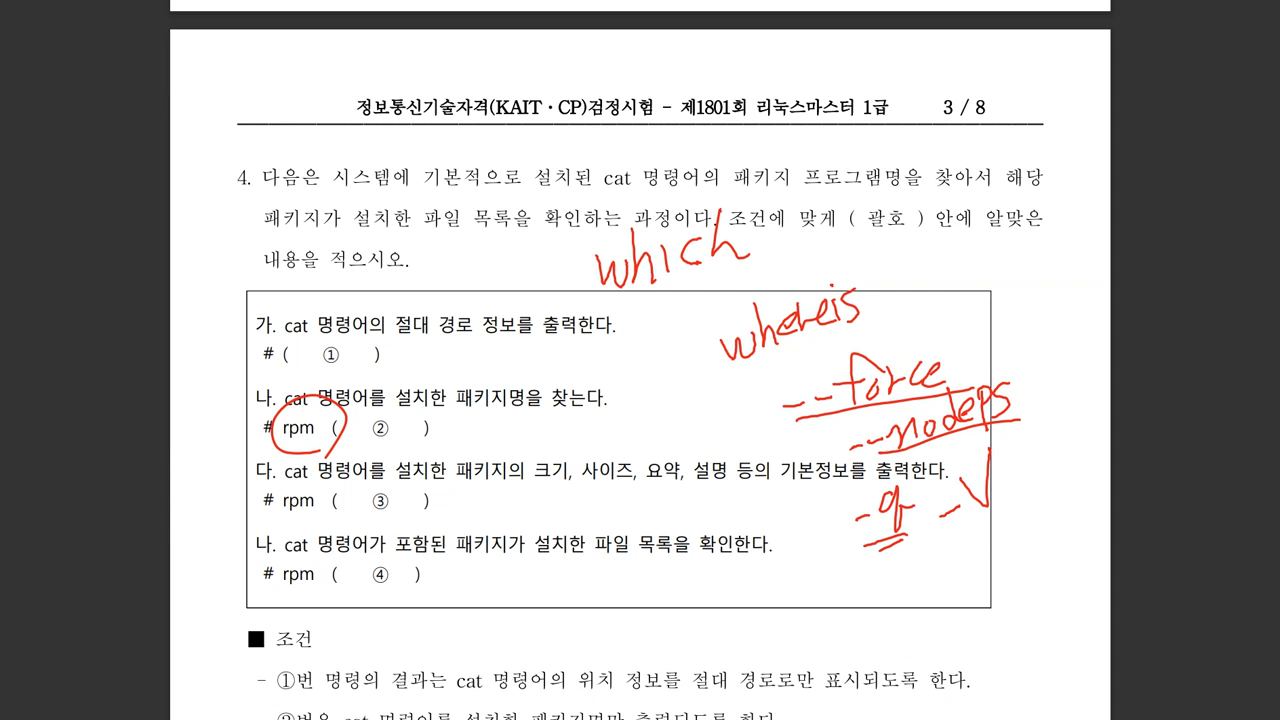 정보통신기술자격(KAIT·CP)검정시험 - 제1801회 리눅스마스터 1급 3 / 8
4. 다음은 시스템에 기본적으로 설치된 cat 명령어의 패키지 프로그램명을 찾아서 해당
패키지가 설치한 파일 목록을 확인하는 과정이다. 조건에 맞게 ( 괄호 ) 안에 알맞은
내용을 적으시오.
which
가. cat 명령어의 절대 경로 정보를 출력한다.
whereis
# ( ① )
--force
나. cat 명령어를 설치한 패키지명을 찾는다.
--nodeps
# rpm ( ② )
다. cat 명령어를 설치한 패키지의 크기, 사이즈, 요약, 설명 등의 기본정보를 출력한다.
# rpm ( ③ )
-q -V
나. cat 명령어가 포함된 패키지가 설치한 파일 목록을 확인한다.
# rpm ( ④ )
■ 조건
- ①번 명령의 결과는 cat 명령어의 위치 정보를 절대 경로로만 표시되도록 한다.